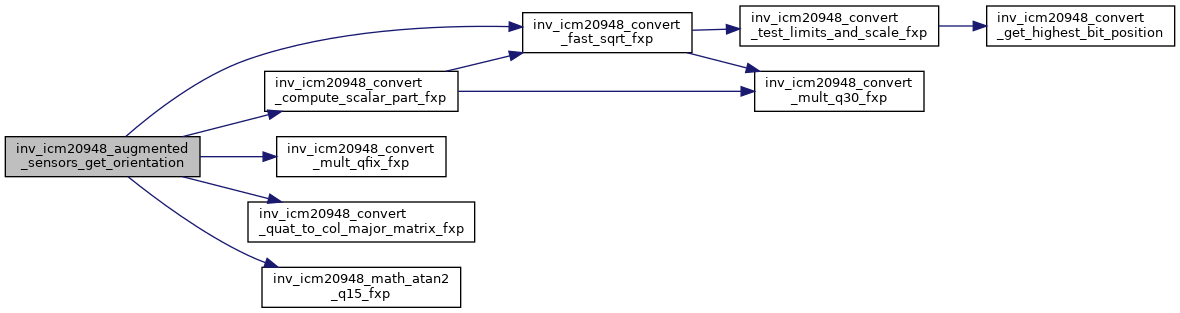 inv_icm20948_augmented
_sensors_get_orientation
inv_icm20948_convert
_fast_sqrt_fxp
inv_icm20948_convert
_compute_scalar_part_fxp
inv_icm20948_convert
_mult_qfix_fxp
inv_icm20948_convert
_quat_to_col_major_matrix_fxp
inv_icm20948_math_atan2
_q15_fxp
inv_icm20948_convert
_test_limits_and_scale_fxp
inv_icm20948_convert
_mult_q30_fxp
inv_icm20948_convert
_get_highest_bit_position